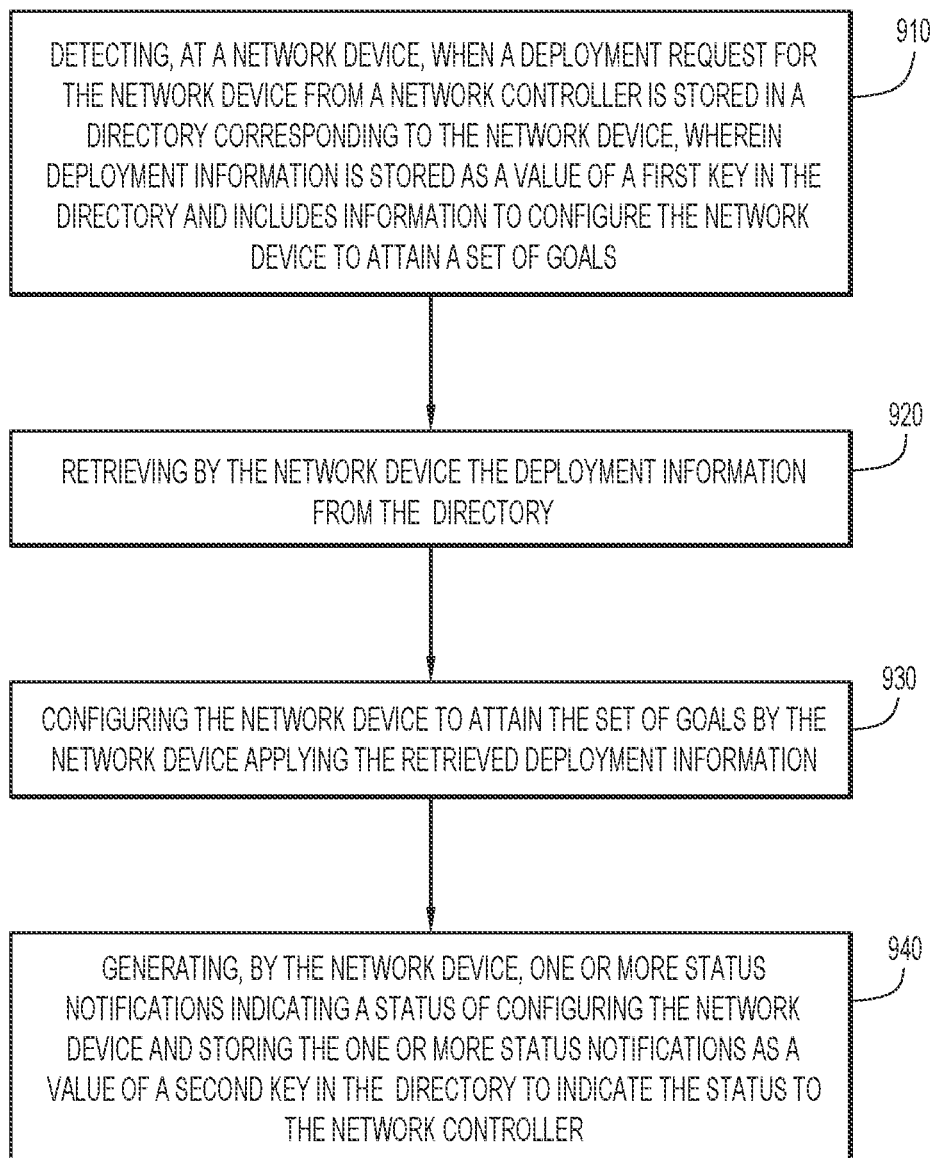 DETECTING, AT A NETWORK DEVICE, WHEN A DEPLOYMENT REQUEST FOR
THE NETWORK DEVICE FROM A NETWORK CONTROLLER IS STORED IN A
DIRECTORY CORRESPONDING TO THE NETWORK DEVICE, WHEREIN
DEPLOYMENT INFORMATION IS STORED AS A VALUE OF A FIRST KEY IN THE
DIRECTORY AND INCLUDES INFORMATION TO CONFIGURE THE NETWORK
DEVICE TO ATTAIN A SET OF GOALS
910
RETRIEVING BY THE NETWORK DEVICE THE DEPLOYMENT INFORMATION
FROM THE DIRECTORY
920
CONFIGURING THE NETWORK DEVICE TO ATTAIN THE SET OF GOALS BY THE
NETWORK DEVICE APPLYING THE RETRIEVED DEPLOYMENT INFORMATION
930
GENERATING, BY THE NETWORK DEVICE, ONE OR MORE STATUS
NOTIFICATIONS INDICATING A STATUS OF CONFIGURING THE NETWORK
DEVICE AND STORING THE ONE OR MORE STATUS NOTIFICATIONS AS A
VALUE OF A SECOND KEY IN THE DIRECTORY TO INDICATE THE STATUS TO
THE NETWORK CONTROLLER
940